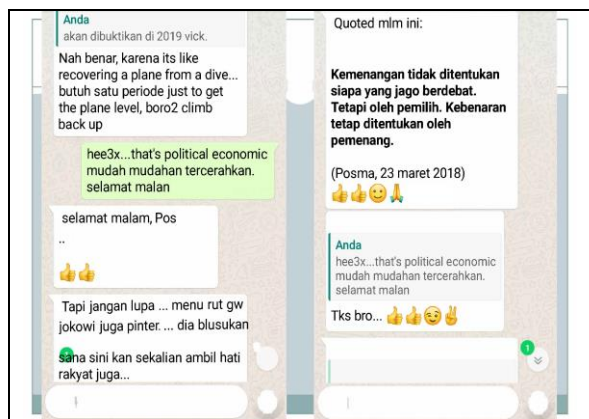 Anda
akan dibuktikan di 2019 vick.
Nah benar, karena its like
recovering a plane from a dive...
butuh satu periode just to get
the plane level, boro2 climb
back up
hee3x...that's political economic
mudah mudahan tercerahkan.
selamat malan
selamat malam, Pos
..
👍👍
Tapi jangan lupa ... menu rut gw
jokowi juga pinter. ... dia blusukan
sana sini kan sekalian ambil hati
rakyat juga...
Quoted mlm ini:
Kemenangan tidak ditentukan
siapa yang jago berdebat.
Tetapi oleh pemilih. Kebenaran
tetap ditentukan oleh
pemenang.
(Posma, 23 maret 2018)
👍👍🙂🙏
Anda
hee3x...that's political economic
mudah mudahan tercerahkan.
selamat malan
Tks bro... 👍👍😉✌
1